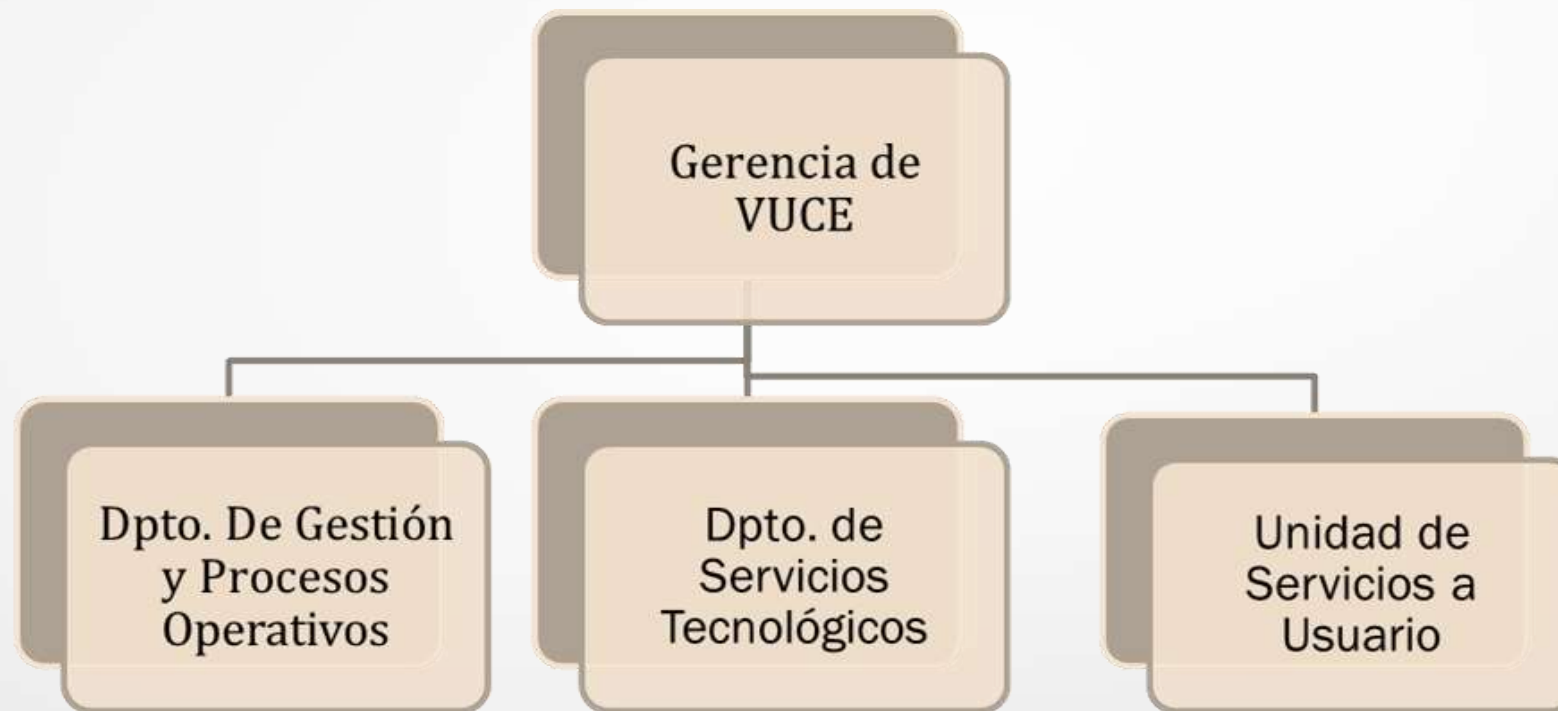 Gerencia de
VUCE
Dpto. De Gestión
y Procesos
Operativos
Dpto. de
Servicios
Tecnológicos
Unidad de
Servicios a
Usuario